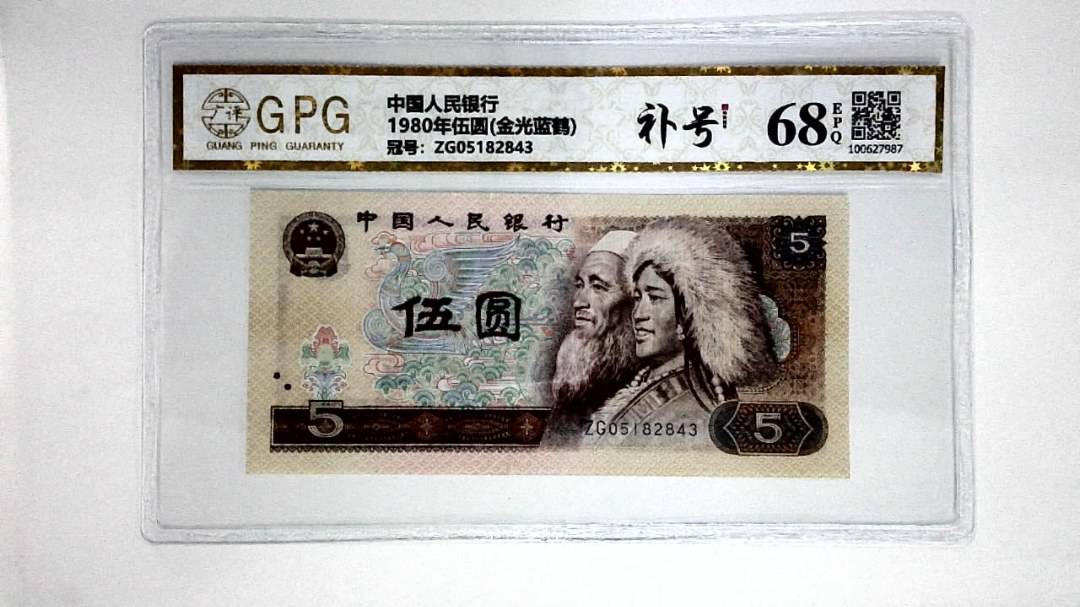 广评
GPG
GUANG PING GUARANTY
中国人民银行
1980年伍圆(金光蓝鹤)
冠号：ZG05182843
补号
68
EPQ
100627987
中国人民银行
5
伍圆
5
ZG05182843
5